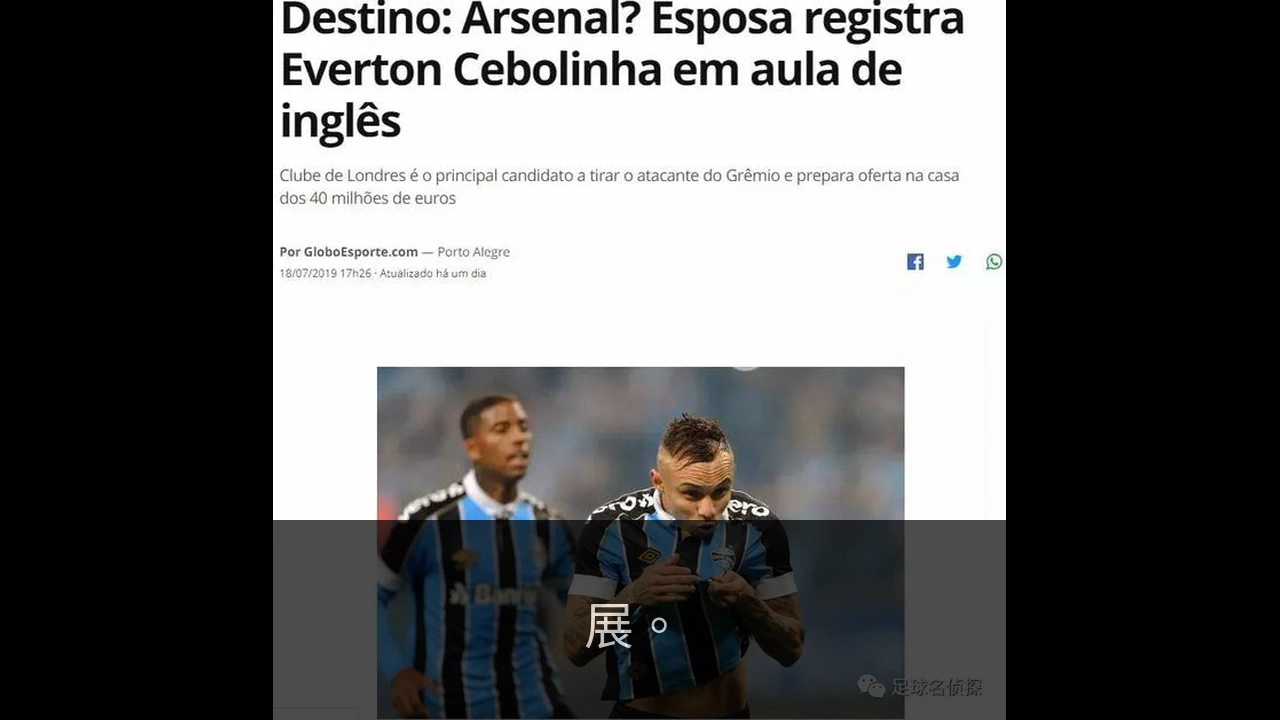 Destino: Arsenal? Esposa registra
Everton Cebolinha em aula de
inglês
Clube de Londres é o principal candidato a tirar o atacante do Grêmio e prepara oferta na casa
dos 40 milhões de euros
Por GloboEsporte.com — Porto Alegre
18/07/2019 17h26 · Atualizado há um dia
展。
足球名侦探